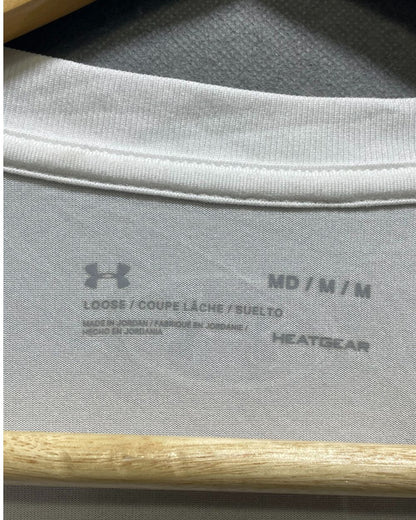 MD / M / M
LOOSE / COUPE LÂCHE / SUELTO
MADE IN JORDAN / FABRIQUÉ EN JORDANIE /
HECHO EN JORDANIA
HEATGEAR